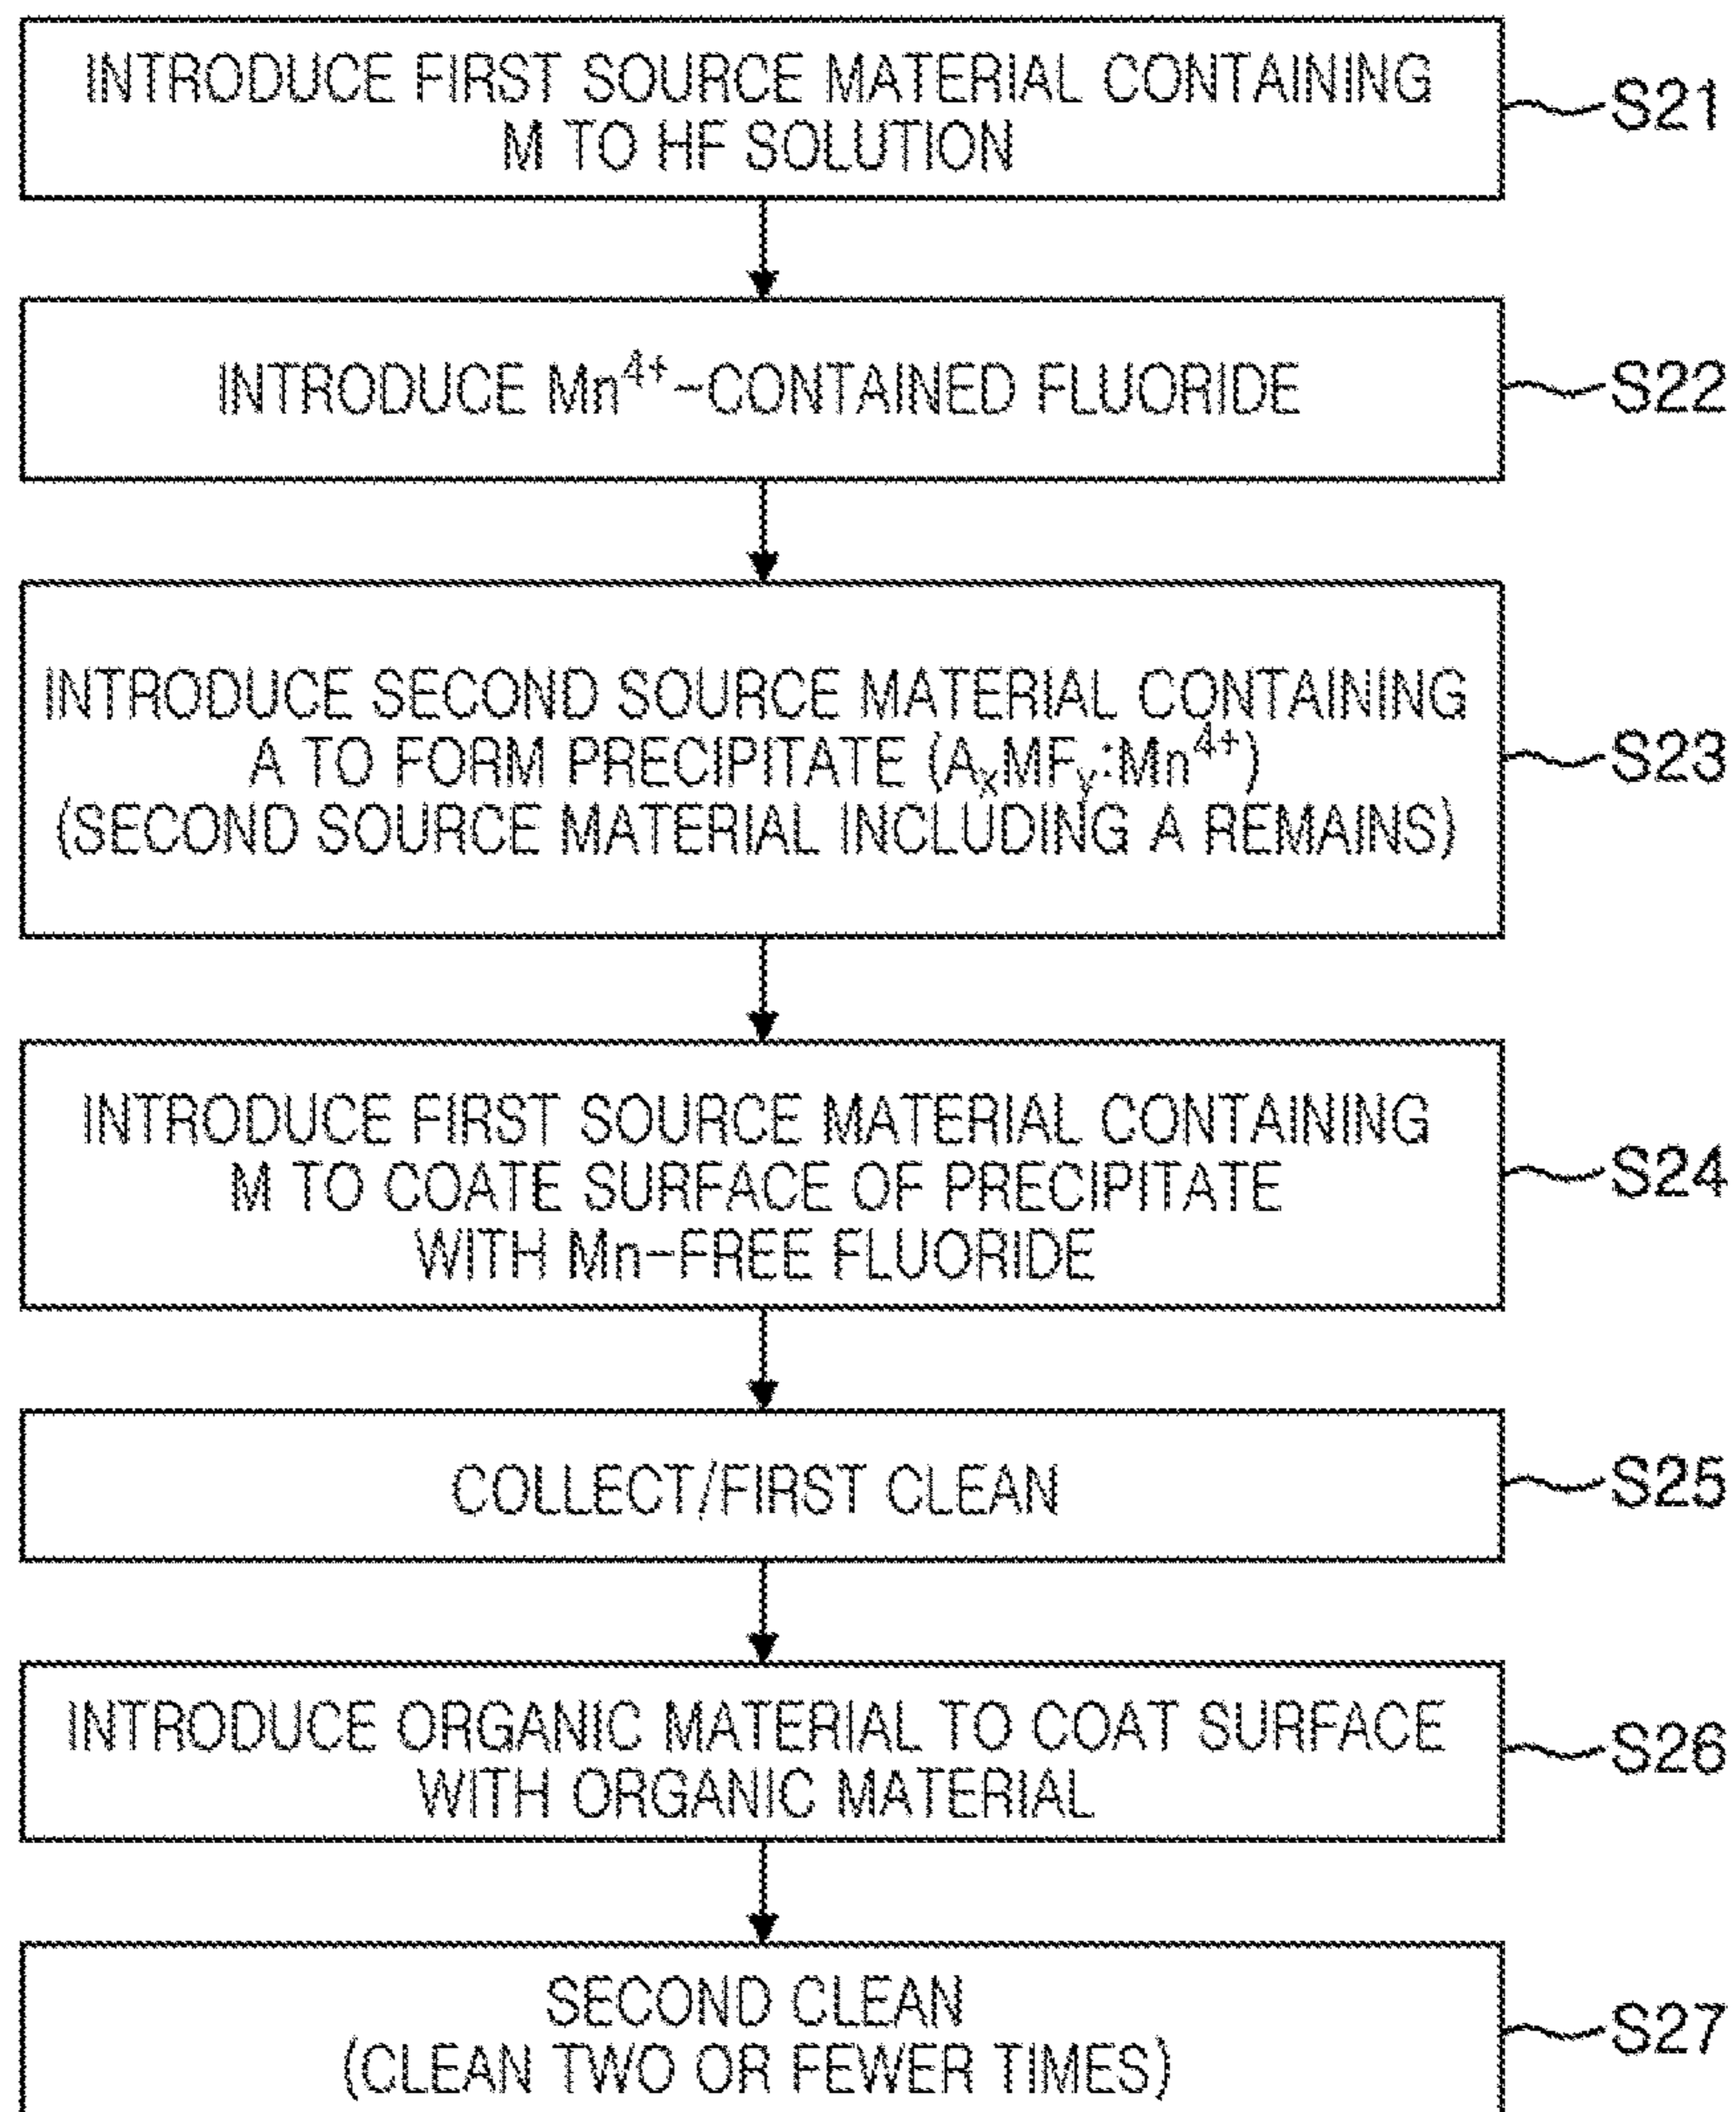 INTRODUCE FIRST SOURCE MATERIAL CONTAINING
M TO HF SOLUTION
S21
INTRODUCE Mn⁴⁺-CONTAINED FLUORIDE
S22
INTRODUCE SECOND SOURCE MATERIAL CONTAINING
A TO FORM PRECIPITATE (AₓMFᵧ:Mn⁴⁺)
(SECOND SOURCE MATERIAL INCLUDING A REMAINS)
S23
INTRODUCE FIRST SOURCE MATERIAL CONTAINING
M TO COATE SURFACE OF PRECIPITATE
WITH Mn-FREE FLUORIDE
S24
COLLECT/FIRST CLEAN
S25
INTRODUCE ORGANIC MATERIAL TO COAT SURFACE
WITH ORGANIC MATERIAL
S26
SECOND CLEAN
(CLEAN TWO OR FEWER TIMES)
S27